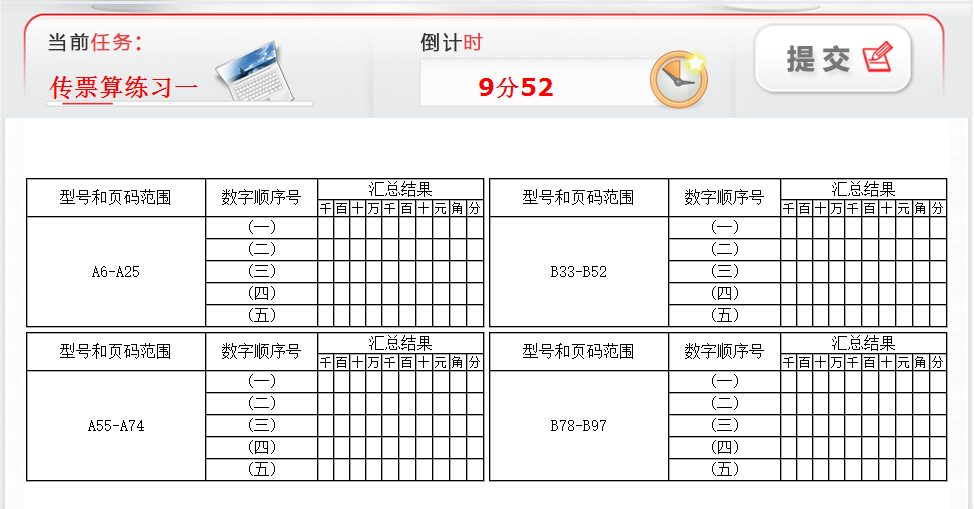 当前任务：
倒计时
提交
传票算练习一
9分52
型号和页码范围 数字顺序号 汇总结果
千 百 十 万 千 百 十 元 角 分
A6-A25
(一)
(二)
(三)
(四)
(五)
型号和页码范围 数字顺序号 汇总结果
千 百 十 万 千 百 十 元 角 分
B33-B52
(一)
(二)
(三)
(四)
(五)
型号和页码范围 数字顺序号 汇总结果
千 百 十 万 千 百 十 元 角 分
A55-A74
(一)
(二)
(三)
(四)
(五)
型号和页码范围 数字顺序号 汇总结果
千 百 十 万 千 百 十 元 角 分
B78-B97
(一)
(二)
(三)
(四)
(五)